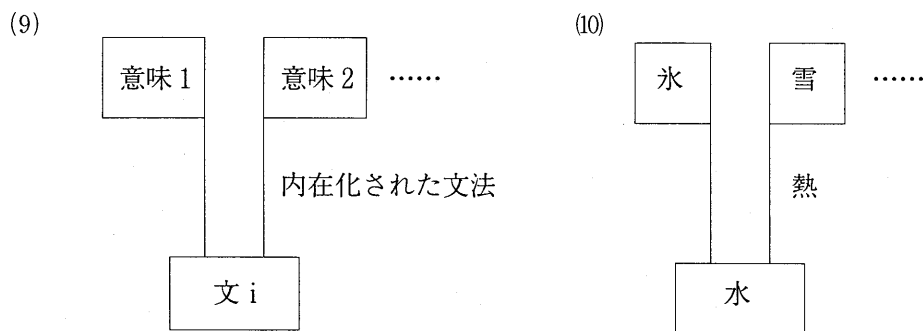 (9)
意味1 意味2 ……
内在化された文法
文i
(10)
氷 雪 ……
熱
水